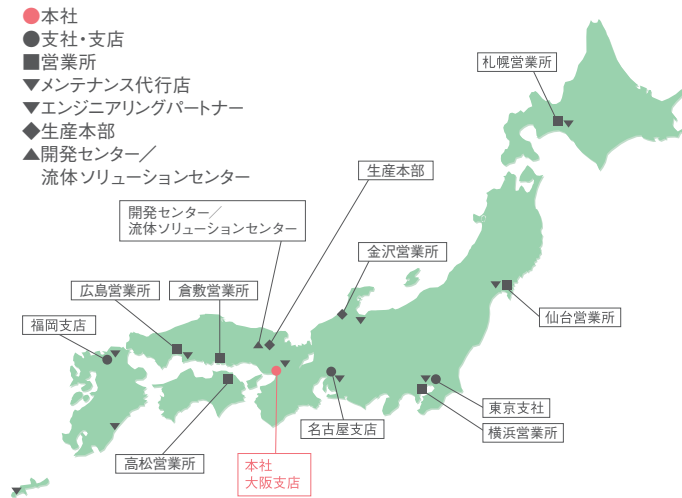 本社
支社・支店
営業所
メンテナンス代行店
エンジニアリングパートナー
生産本部
開発センター／
流体ソリューションセンター
札幌営業所
生産本部
開発センター／
流体ソリューションセンター
金沢営業所
広島営業所
倉敷営業所
福岡支店
仙台営業所
東京支社
名古屋支店
横浜営業所
高松営業所
本社
大阪支店